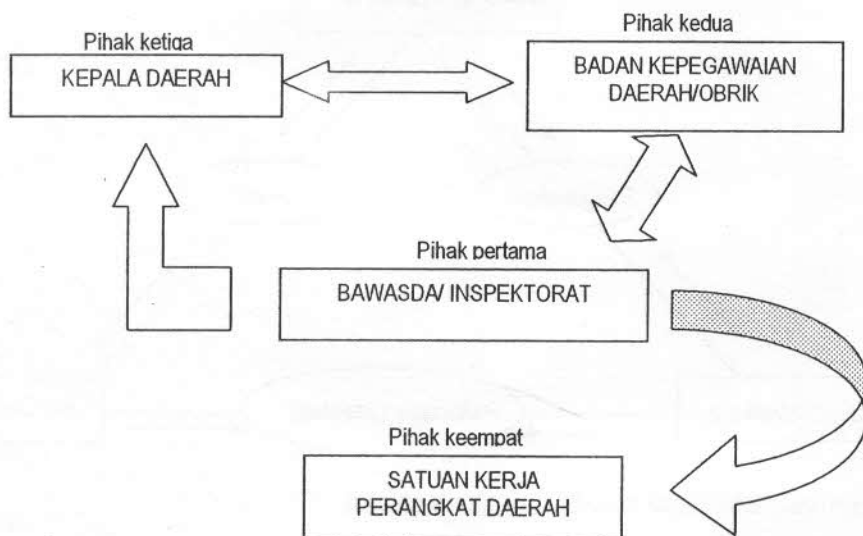 Pihak ketiga
KEPALA DAERAH
Pihak kedua
BADAN KEPEGAWAIAN
DAERAH/OBRIK
Pihak pertama
BAWASDA/ INSPEKTORAT
Pihak keempat
SATUAN KERJA
PERANGKAT DAERAH